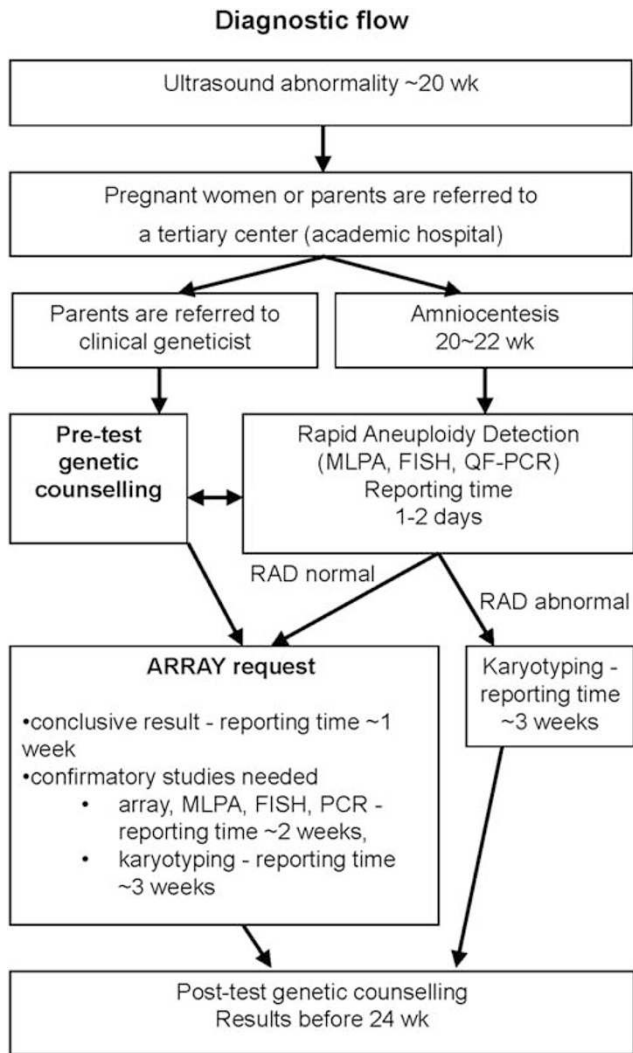 Diagnostic flow
Ultrasound abnormality ~20 wk
Pregnant women or parents are referred to
a tertiary center (academic hospital)
Parents are referred to
clinical geneticist
Amniocentesis
20~22 wk
Pre-test
genetic
counselling
Rapid Aneuploidy Detection
(MLPA, FISH, QF-PCR)
Reporting time
1-2 days
RAD normal
RAD abnormal
ARRAY request
•conclusive result - reporting time ~1
week
•confirmatory studies needed
• array, MLPA, FISH, PCR -
reporting time ~2 weeks,
• karyotyping - reporting time
~3 weeks
Karyotyping -
reporting time
~3 weeks
Post-test genetic counselling
Results before 24 wk